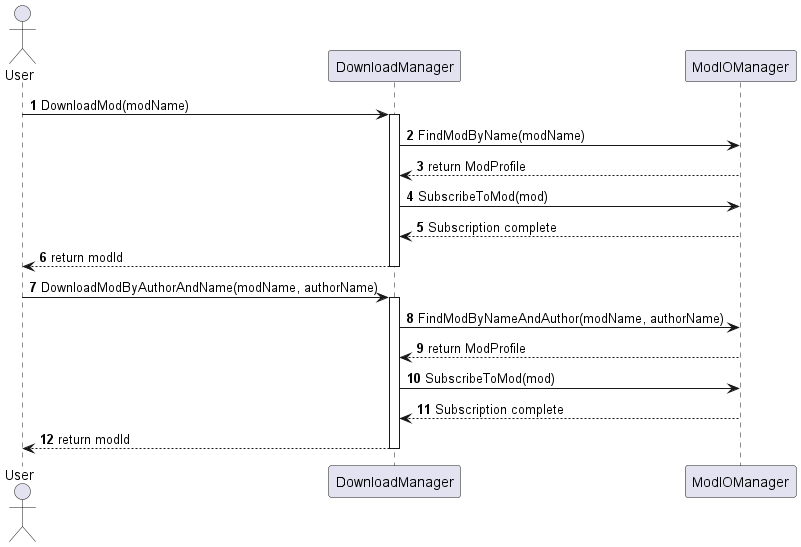 User
DownloadManager
ModIOManager
1 DownloadMod(modName)
2 FindModByName(modName)
3 return ModProfile
4 SubscribeToMod(mod)
5 Subscription complete
6 return modId
7 DownloadModByAuthorAndName(modName, authorName)
8 FindModByNameAndAuthor(modName, authorName)
9 return ModProfile
10 SubscribeToMod(mod)
11 Subscription complete
12 return modId
User
DownloadManager
ModIOManager